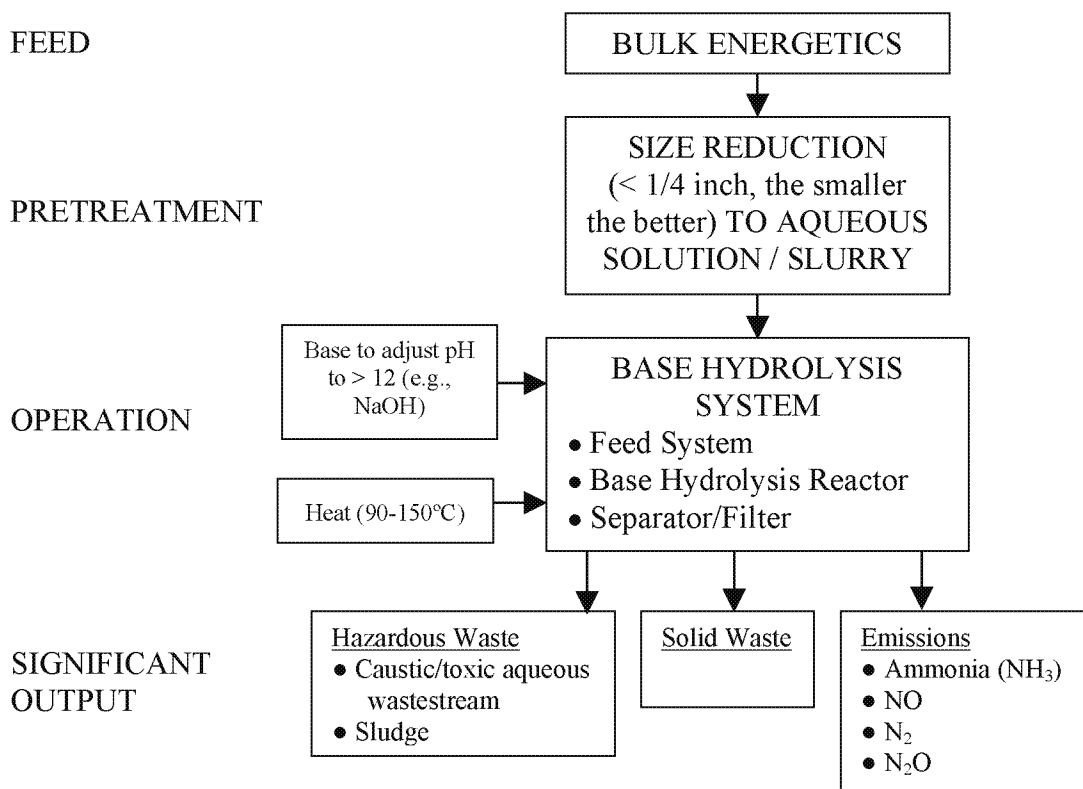 FEED
BULK ENERGETICS
PRETREATMENT
SIZE REDUCTION
(< 1/4 inch, the smaller
the better) TO AQUEOUS
SOLUTION / SLURRY
OPERATION
Base to adjust pH
to > 12 (e.g.,
NaOH)
Heat (90-150°C)
BASE HYDROLYSIS
SYSTEM
● Feed System
● Base Hydrolysis Reactor
● Separator/Filter
SIGNIFICANT
OUTPUT
Hazardous Waste
● Caustic/toxic aqueous
wastestream
● Sludge
Solid Waste
Emissions
● Ammonia (NH₃)
● NO
● N₂
● N₂O